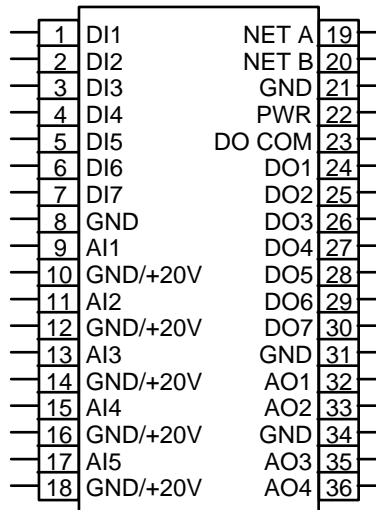 1 DI1 NET A 19
2 DI2 NET B 20
3 DI3 GND 21
4 DI4 PWR 22
5 DI5 DO COM 23
6 DI6 DO1 24
7 DI7 DO2 25
8 GND DO3 26
9 AI1 DO4 27
10 GND/+20V DO5 28
11 AI2 DO6 29
12 GND/+20V DO7 30
13 AI3 GND 31
14 GND/+20V AO1 32
15 AI4 AO2 33
16 GND/+20V GND 34
17 AI5 AO3 35
18 GND/+20V AO4 36